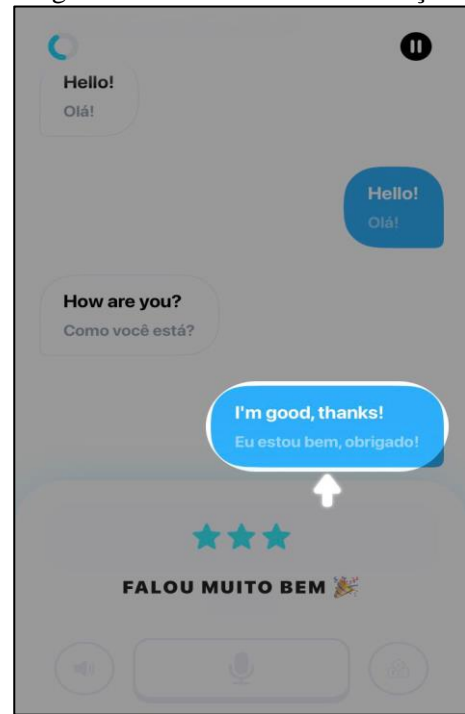 Hello!
Olá!
Hello!
Olá!
How are you?
Como você está?
I'm good, thanks!
Eu estou bem, obrigado!
FALOU MUITO BEM 🎉